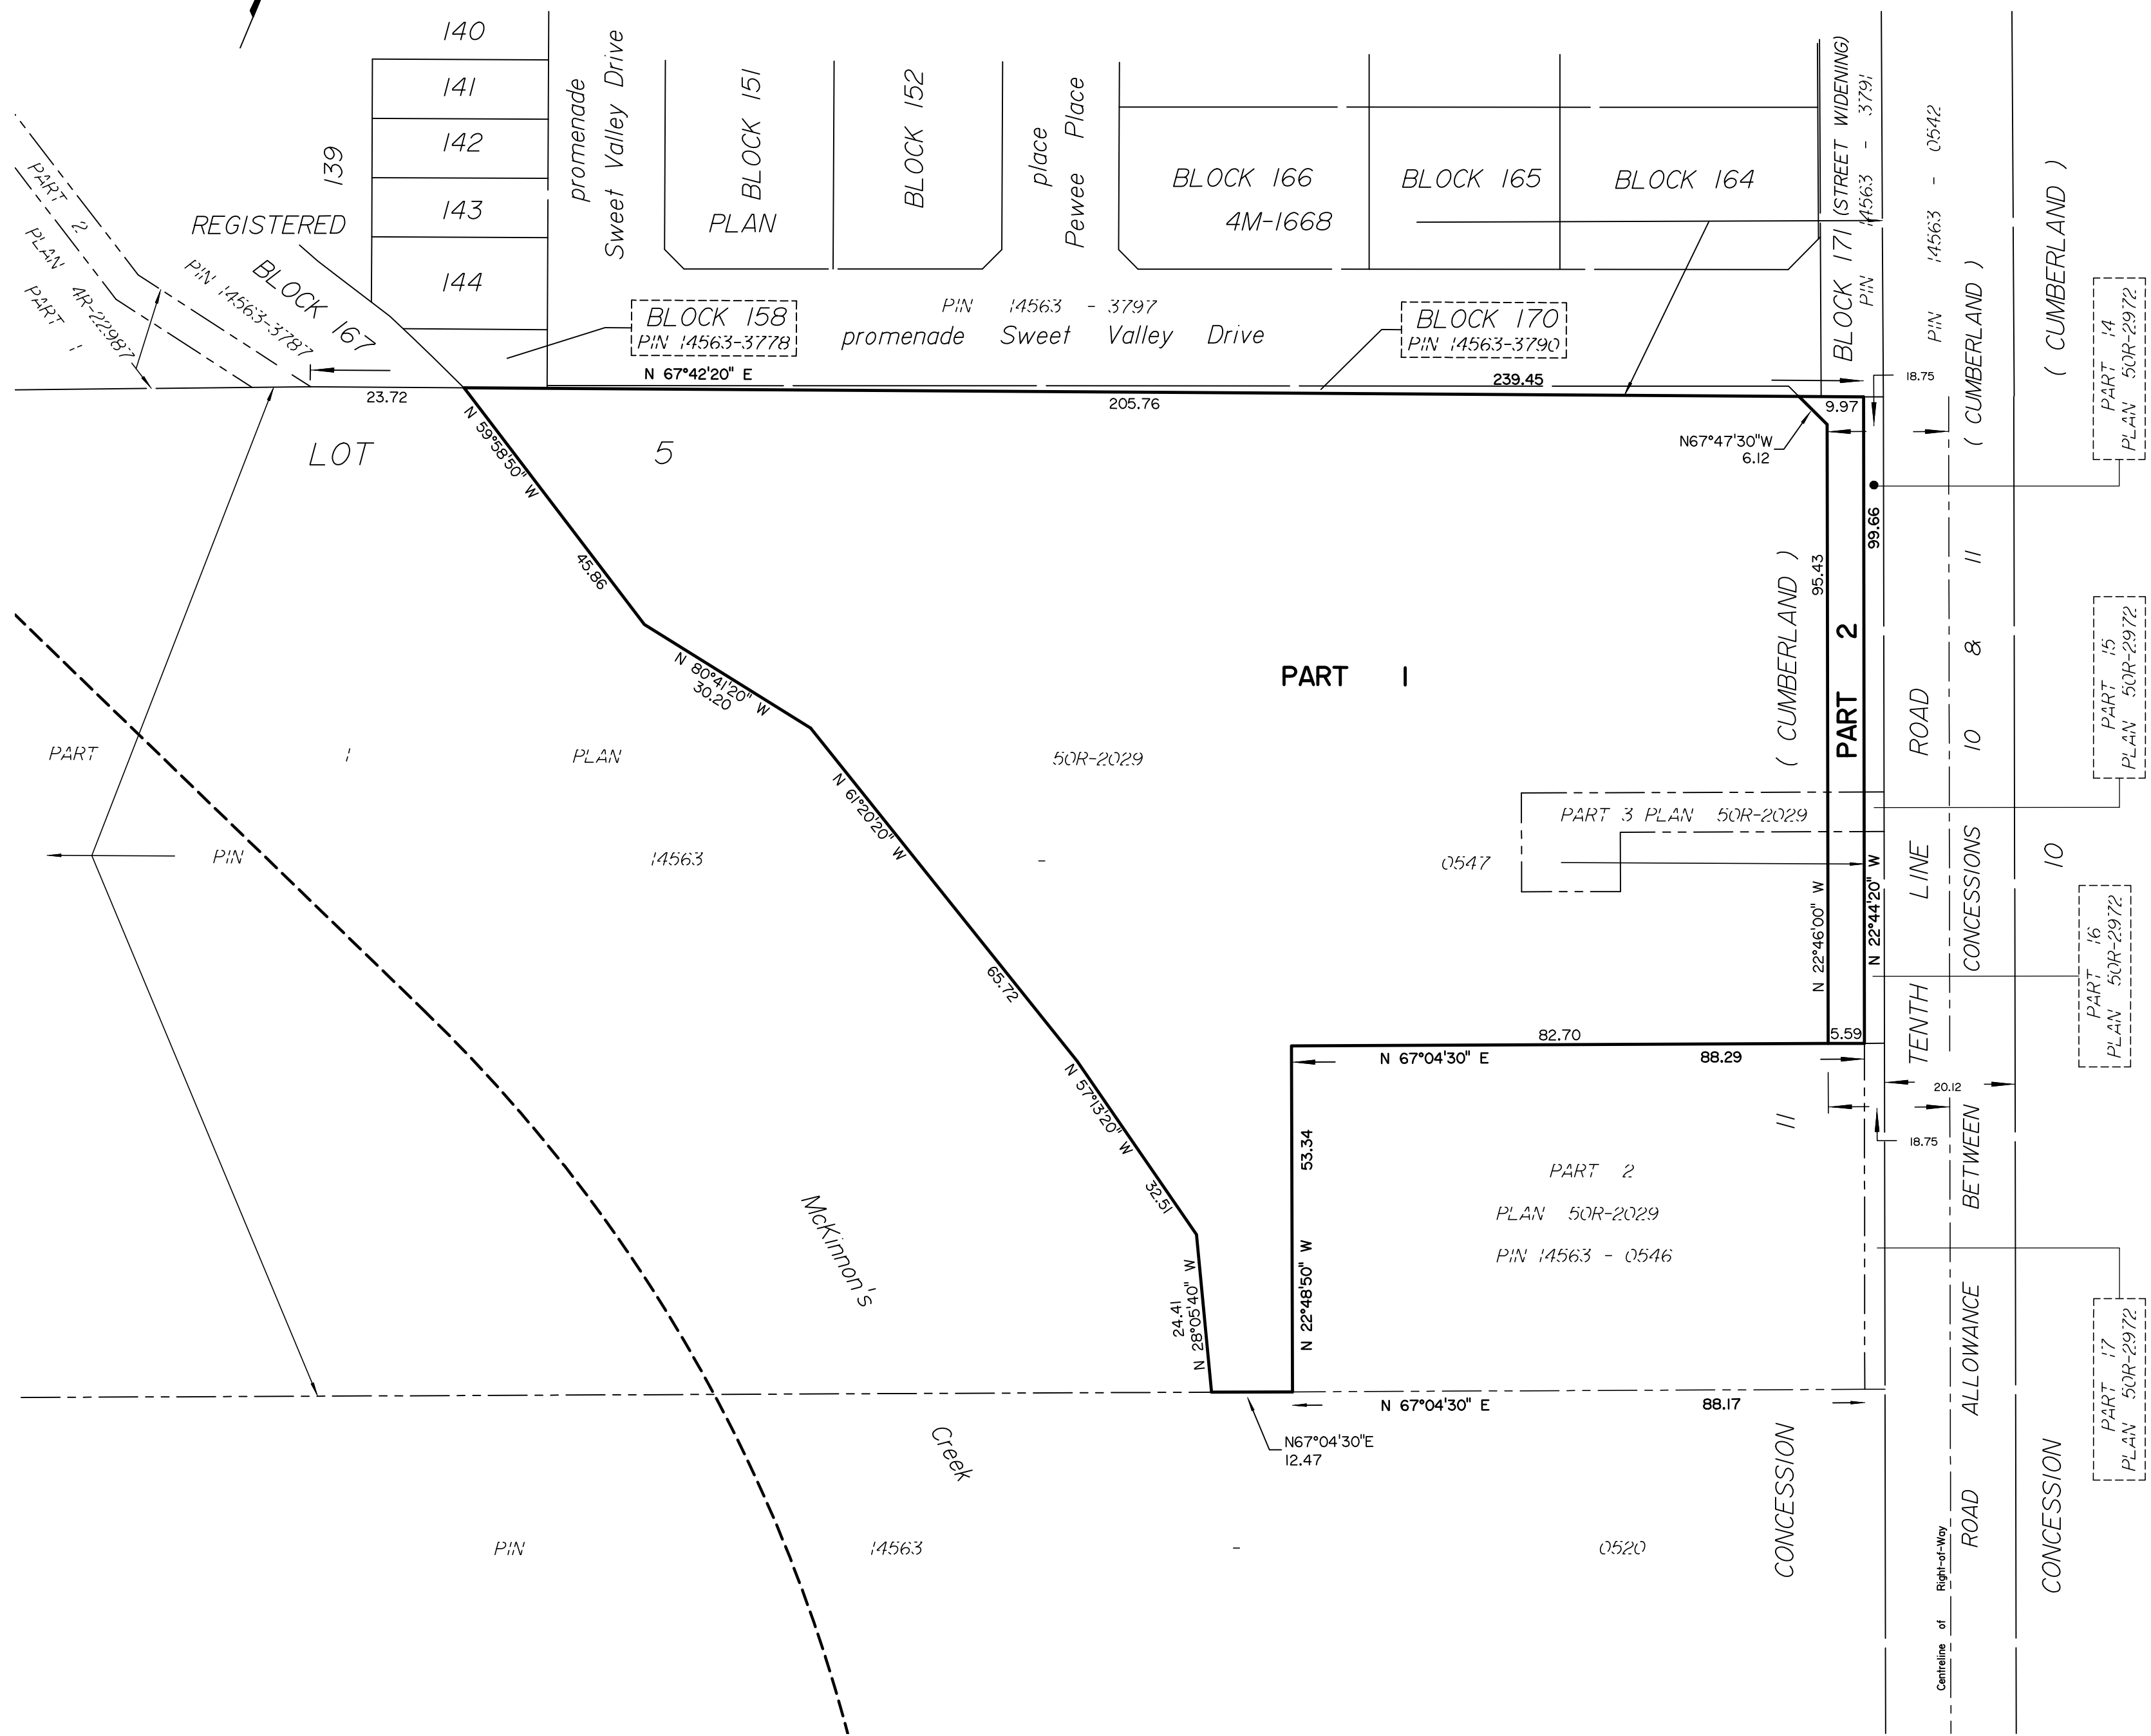 140
141
142
143
144
139
REGISTERED
BLOCK 167
PIN 14563-3787
PART 2
PLAN 4R-22987
PART 1
promenade
Sweet Valley Drive
BLOCK 151
PLAN
BLOCK 152
place
Pewee Place
BLOCK 166
4M-1668
BLOCK 165
BLOCK 164
BLOCK 171 (STREET WIDENING)
PIN 14563 - 3791
PIN 14563 - 0542
( CUMBERLAND )
( CUMBERLAND )
BLOCK 158
PIN 14563-3778
PIN 14563 - 3797
promenade Sweet Valley Drive
BLOCK 170
PIN 14563-3790
N 67°42'20" E
239.45
23.72
205.76
9.97
18.75
N67°47'30"W
6.12
LOT 5
N 59°58'50" W
45.86
N 80°41'20" W
30.20
N 61°20'20" W
65.72
N 57°13'20" W
32.51
24.41
N 28°05'40" W
PART 1
PART 2
( CUMBERLAND )
95.43
99.66
N 22°46'00" W
N 22°44'20" W
PART 1 PLAN 50R-2029
PIN 14563 - 0547
PART 3 PLAN 50R-2029
82.70
5.59
N 67°04'30" E
88.29
53.34
N 22°48'50" W
PART 2
PLAN 50R-2029
PIN 14563 - 0546
N 67°04'30" E
88.17
N67°04'30"E
12.47
20.12
18.75
McKinnon's
Creek
PIN 14563 - 0520
CONCESSION 11
TENTH LINE ROAD
ROAD ALLOWANCE BETWEEN CONCESSIONS 10 & 11
Centreline of Right-of-Way
CONCESSION 10
PART 14
PLAN 50R-2972
PART 15
PLAN 50R-2972
PART 16
PLAN 50R-2972
PART 17
PLAN 50R-2972